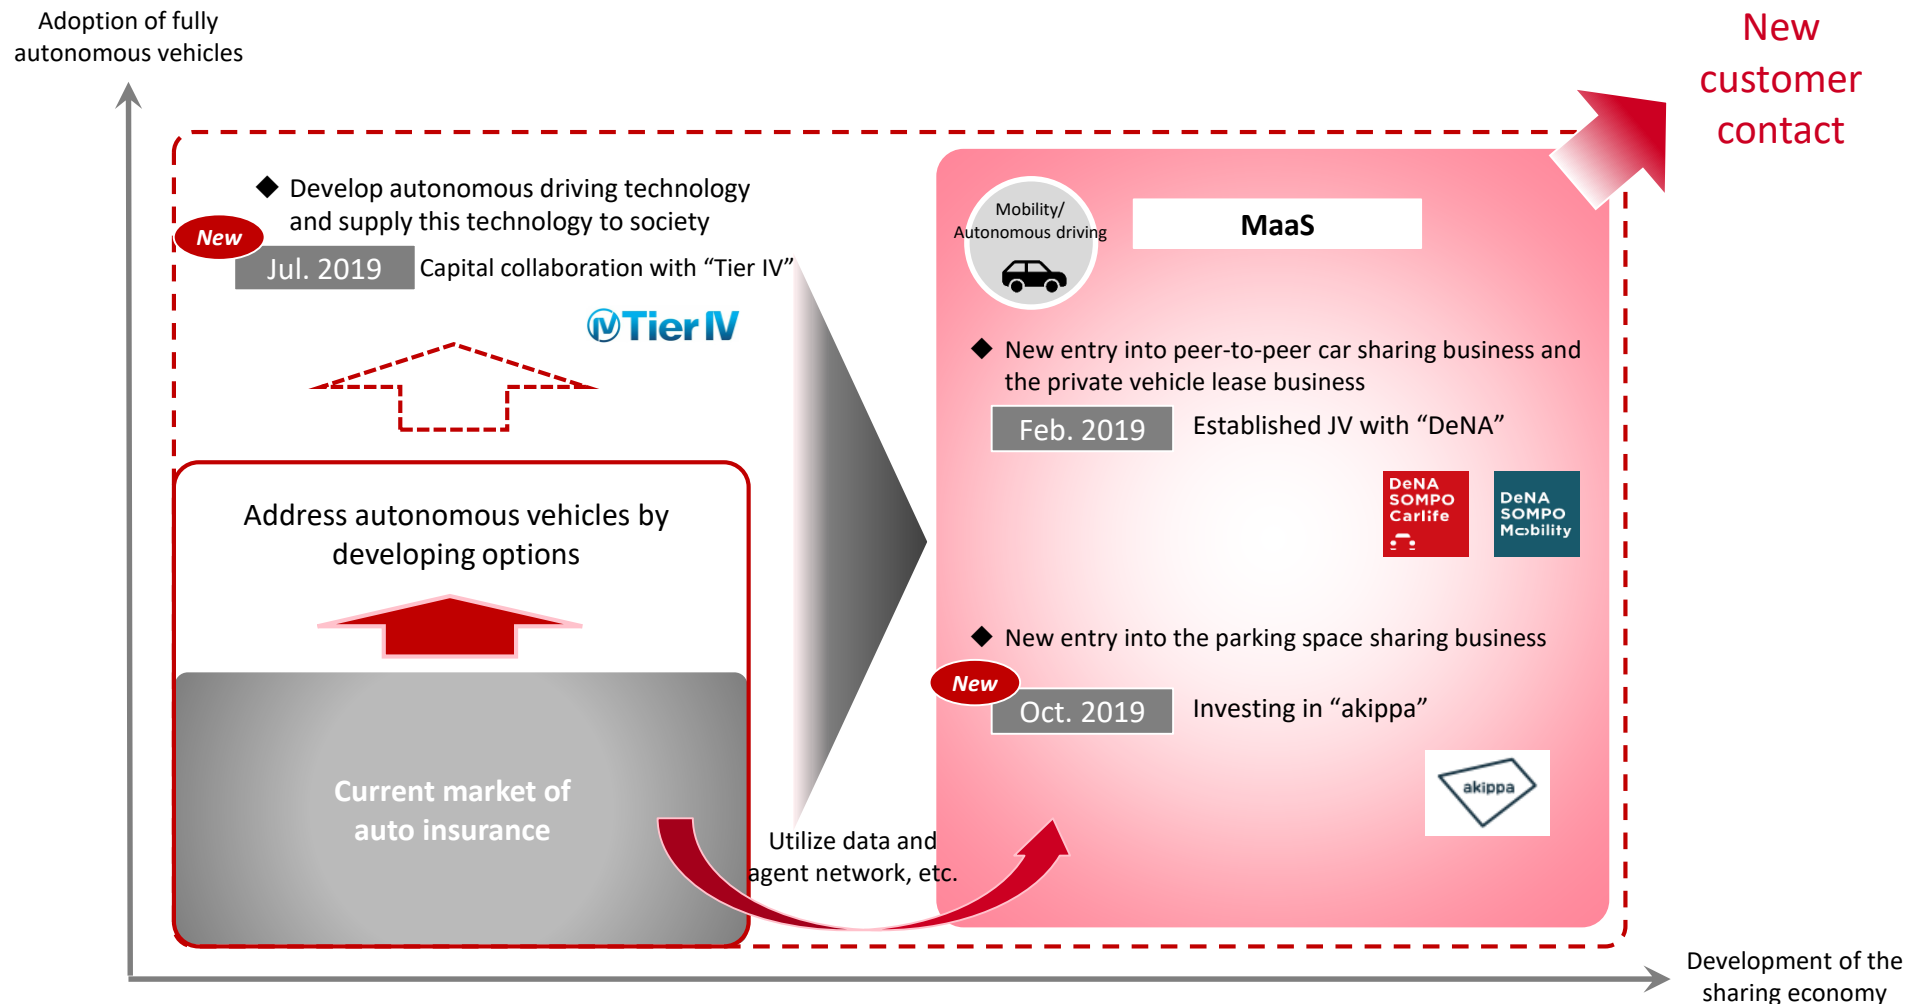 Adoption of fully
autonomous vehicles
New
customer
contact
◆ Develop autonomous driving technology
and supply this technology to society
New
Jul. 2019
Capital collaboration with “Tier IV”
IV Tier IV
Address autonomous vehicles by
developing options
Current market of
auto insurance
Utilize data and
agent network, etc.
Mobility/
Autonomous driving
MaaS
◆ New entry into peer-to-peer car sharing business and
the private vehicle lease business
Feb. 2019
Established JV with “DeNA”
DeNA
SOMPO
Carlife
DeNA
SOMPO
Mobility
◆ New entry into the parking space sharing business
New
Oct. 2019
Investing in “akippa”
akippa
Development of the
sharing economy